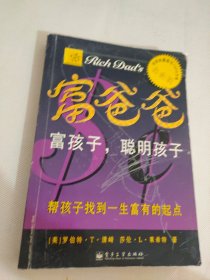 Rich Dad's
富爸爸
富孩子，聪明孩子
帮孩子找到一生富有的起点
[美]罗伯特·T·清崎 莎伦·L·莱希特 著
电子工业出版社